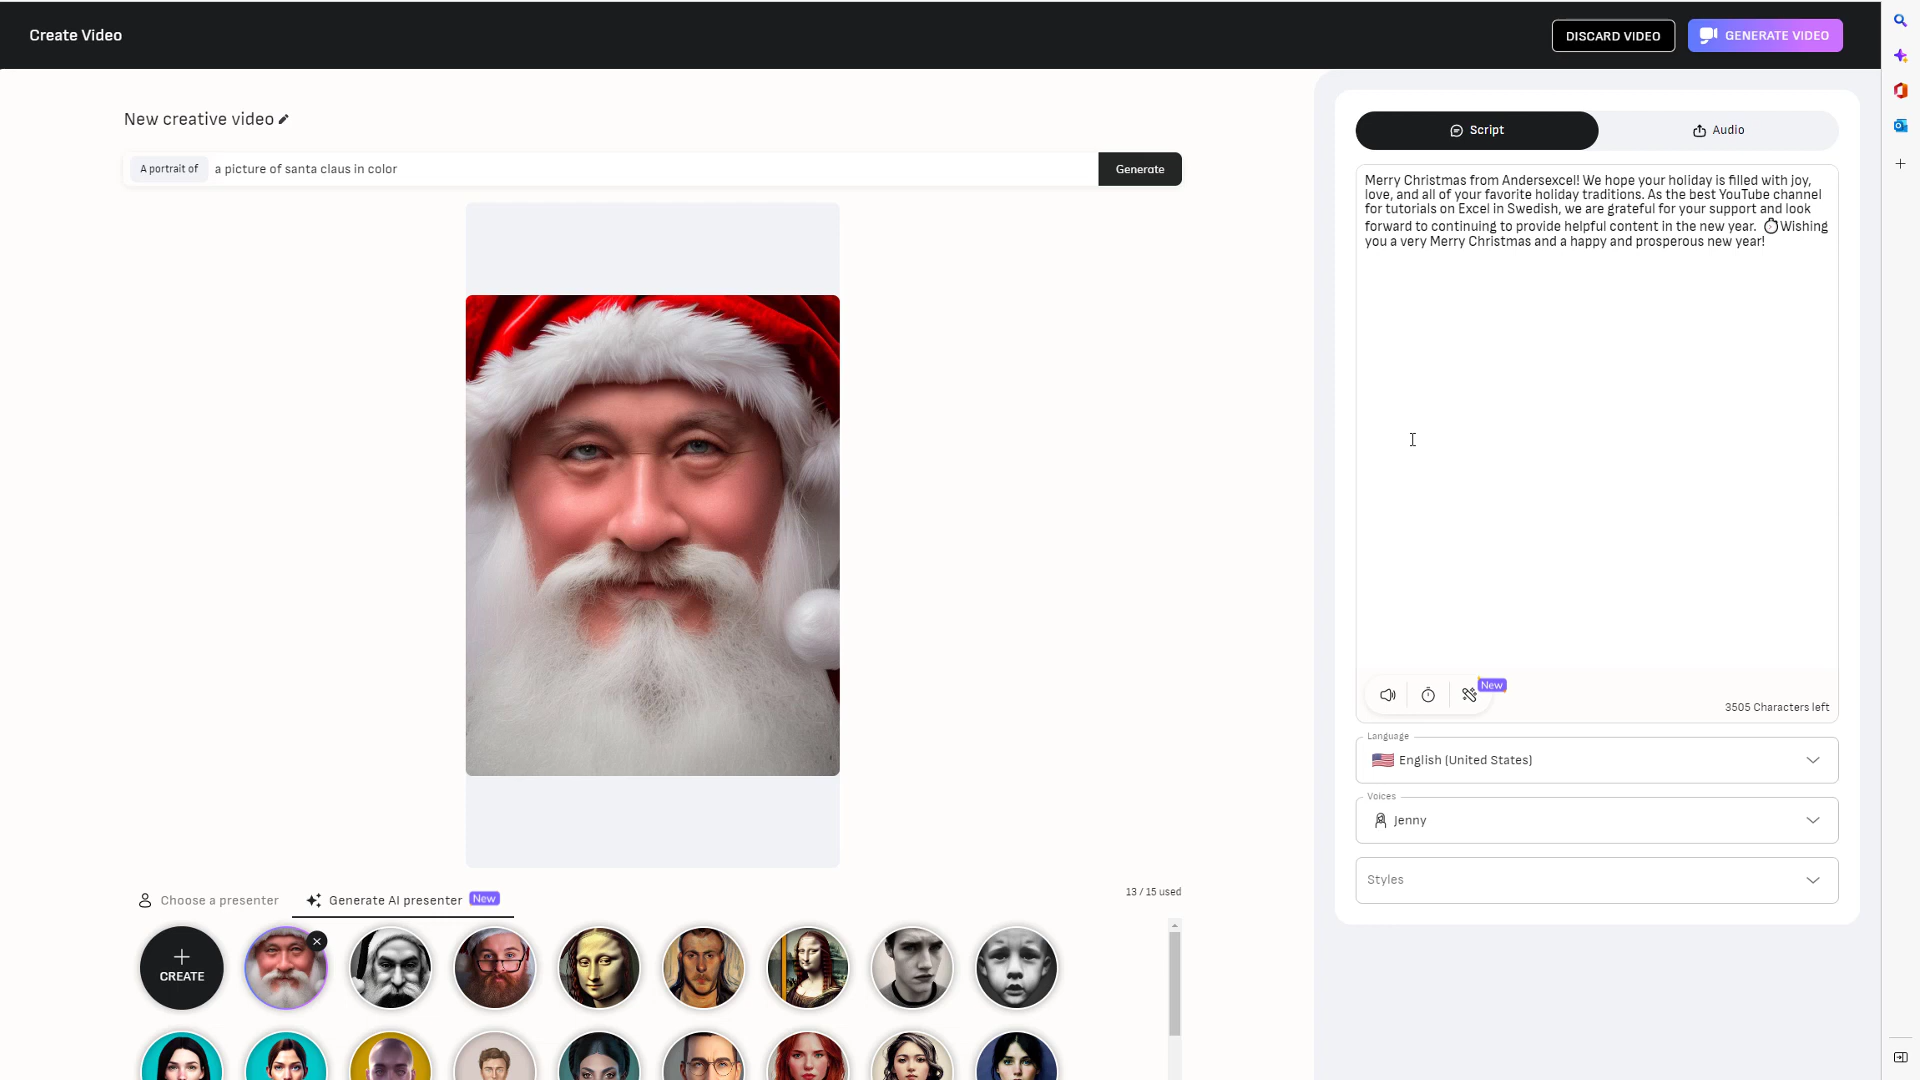 Create Video
DISCARD VIDEO
GENERATE VIDEO
New creative video
A portrait of
a picture of santa claus in color
Generate
Script
Audio
Merry Christmas from Andersexcel! We hope your holiday is filled with joy,
love, and all of your favorite holiday traditions. As the best YouTube channel
for tutorials on Excel in Swedish, we are grateful for your support and look
forward to continuing to provide helpful content in the new year. Wishing
you a very Merry Christmas and a happy and prosperous new year!
New
3505 Characters left
Language
English (United States)
Voices
Jenny
Styles
Choose a presenter
Generate AI presenter
New
13 / 15 used
CREATE